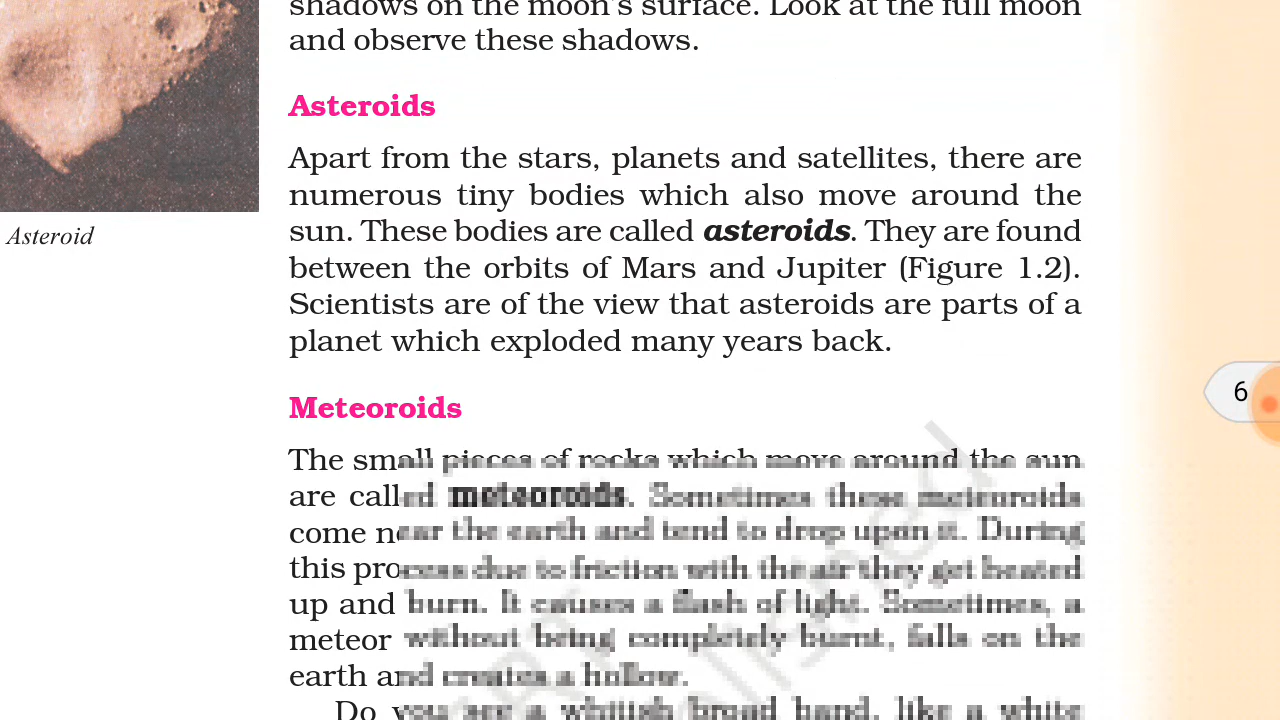 shadows on the moon's surface. Look at the full moon
and observe these shadows.
Asteroids
Apart from the stars, planets and satellites, there are
numerous tiny bodies which also move around the
sun. These bodies are called asteroids. They are found
between the orbits of Mars and Jupiter (Figure 1.2).
Scientists are of the view that asteroids are parts of a
planet which exploded many years back.
Asteroid
Meteoroids
The small pieces of rocks which move around the sun
are called meteoroids. Sometimes these meteoroids
come near the earth and tend to drop upon it. During
this process due to friction with the air they get heated
up and burn. It causes a flash of light. Sometimes, a
meteor without being completely burnt, falls on the
earth and creates a hollow.
Do you see a whitish broad band, like a white
6